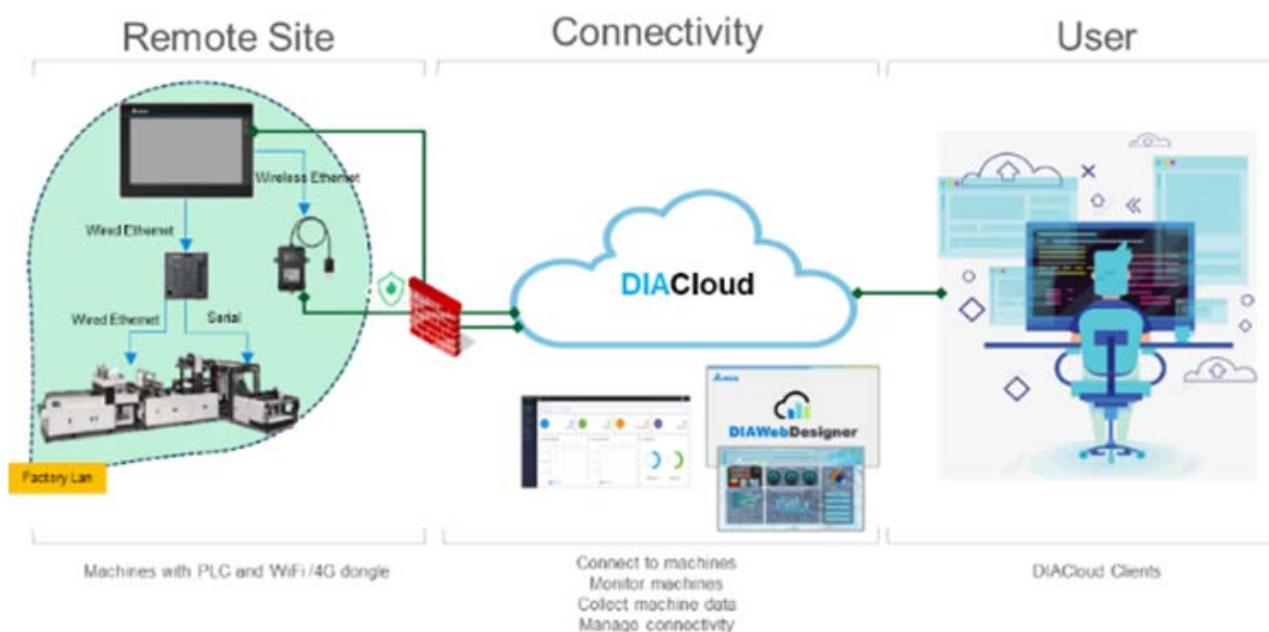 Remote Site
Connectivity
User
Wireless Ethernet
Wired Ethernet
Wired Ethernet
Serial
DIACloud
DIAWebDesigner
Factory Lan
Machines with PLC and WiFi /4G dongle
Connect to machines
Monitor machines
Collect machine data
Manage connectivity
DIACloud Clients